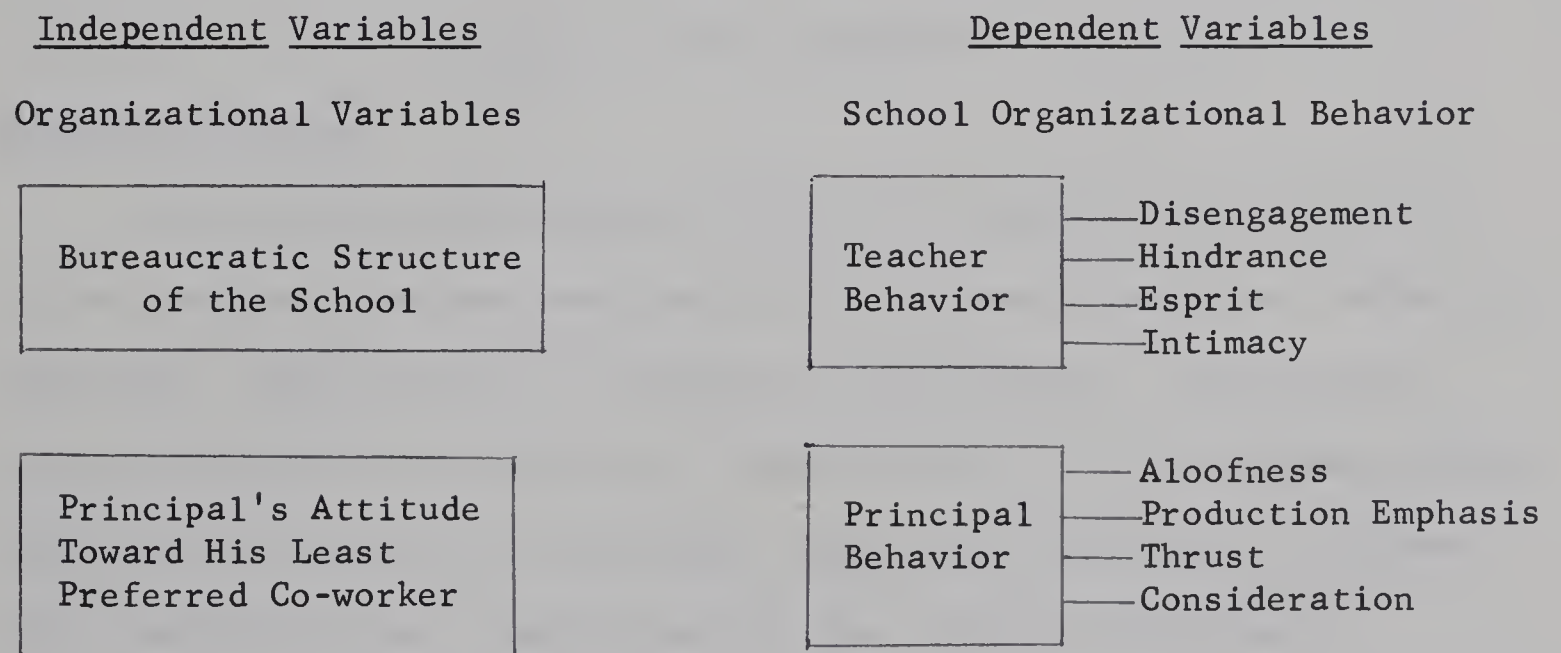 Independent Variables
Dependent Variables
Organizational Variables
School Organizational Behavior
Bureaucratic Structure
of the School
Teacher
Behavior
Disengagement
Hindrance
Esprit
Intimacy
Principal's Attitude
Toward His Least
Preferred Co-worker
Principal
Behavior
Aloofness
Production Emphasis
Thrust
Consideration